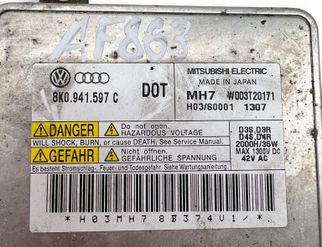 AF863
8K0.941.597 C
DOT
MITSUBISHI ELECTRIC
MADE IN JAPAN
MH7 W003T20171
H03/S0001 1307
DANGER
Do not open.
HAZARDOUS VOLTAGE
WILL SHOCK, BURN, or cause DEATH. See Service Manual.
GEFAHR
Nicht öffnen.
GEFÄHRLICHE SPANNUNG
Es besteht Stromschlag-, Feuer- und Todesgefahr. Siehe Wartungsanleitung.
D3S,D3R
D4S,D4R
2000H/35W
MAX 1300V DC
42V AC
*H03MH78B374V1/*